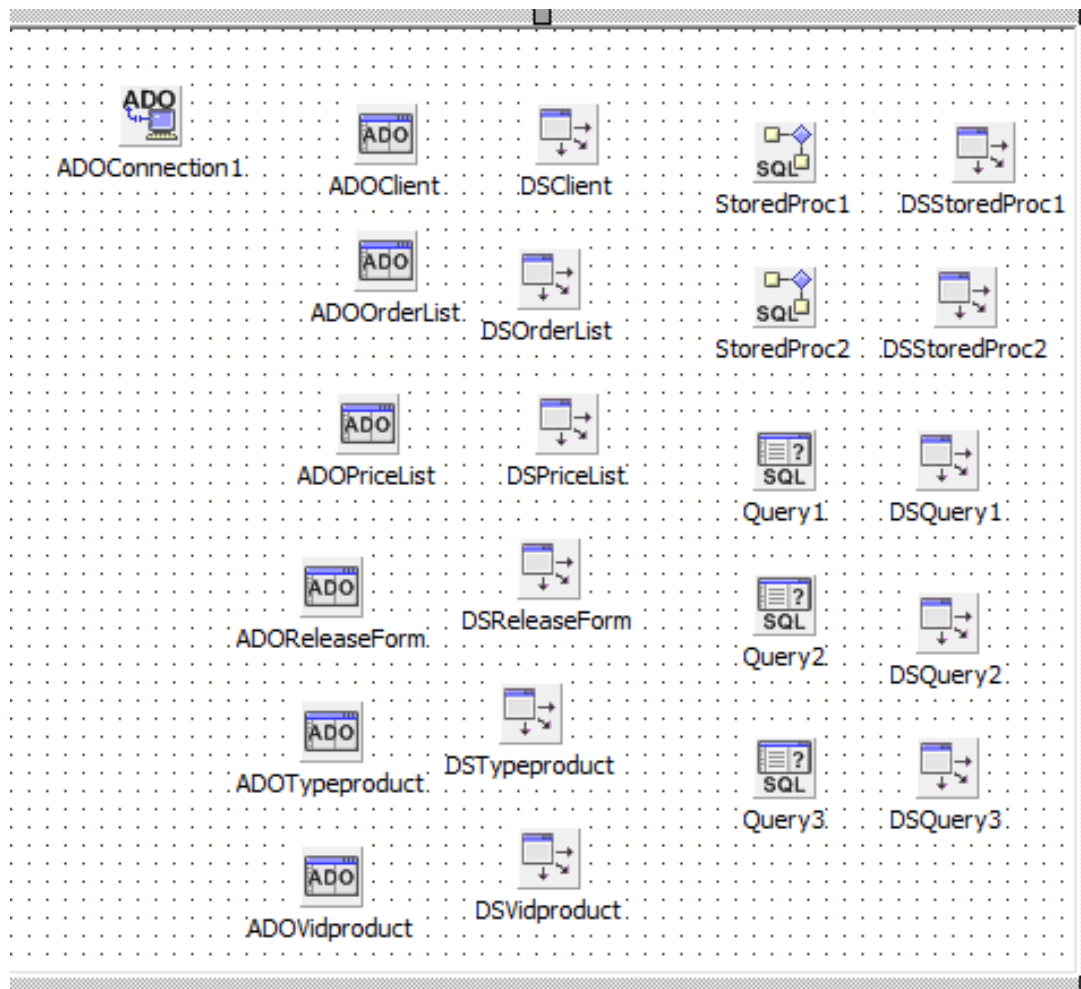 ADO
ADOConnection1
ADO
ADOClient
DSClient
SQL
StoredProc1
DSStoredProc1
ADO
ADOOrderList
DSOrderList
SQL
StoredProc2
DSStoredProc2
ADO
ADOPriceList
DSPriceList
SQL
Query1
DSQuery1
ADO
ADOReleaseForm
DSReleaseForm
?
SQL
Query2
DSQuery2
ADO
ADOTypeproduct
DSTypeproduct
?
SQL
Query3
DSQuery3
ADO
ADOVidproduct
DSVidproduct